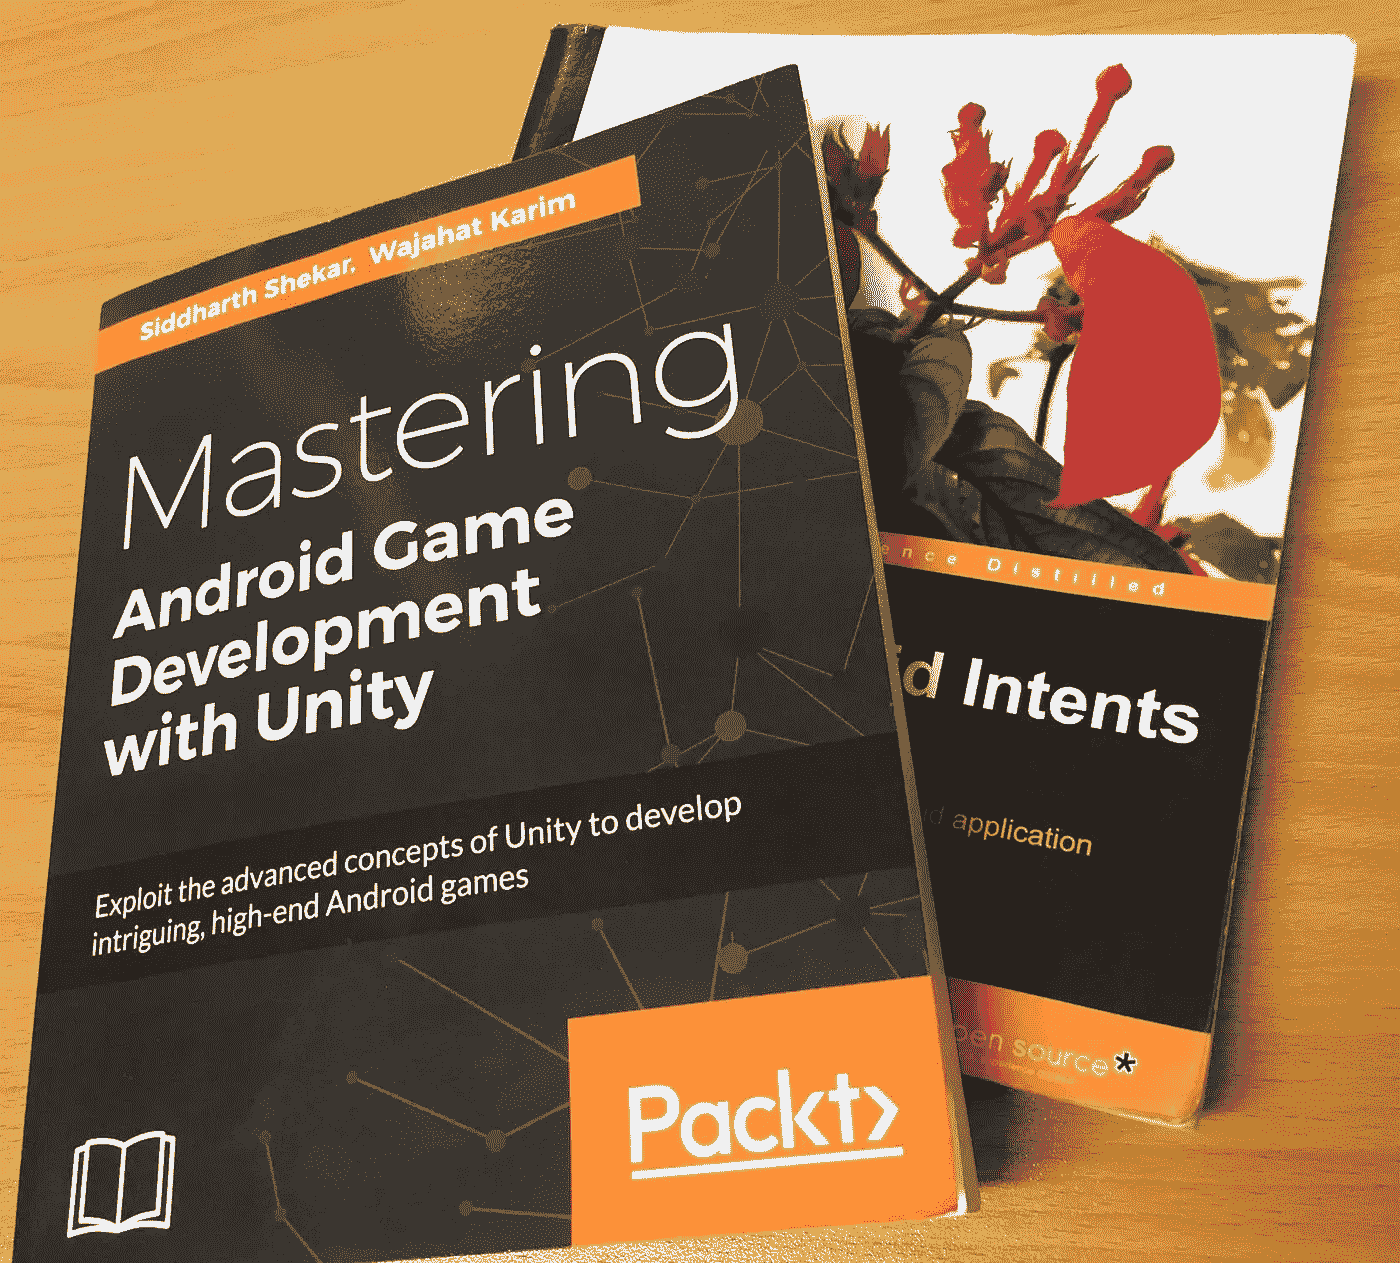 Siddharth Shekar, Wajahat Karim
Mastering
Android Game
Development
with Unity
Exploit the advanced concepts of Unity to develop
intriguing, high-end Android games
Packt
Distilled
Intents
application
source*